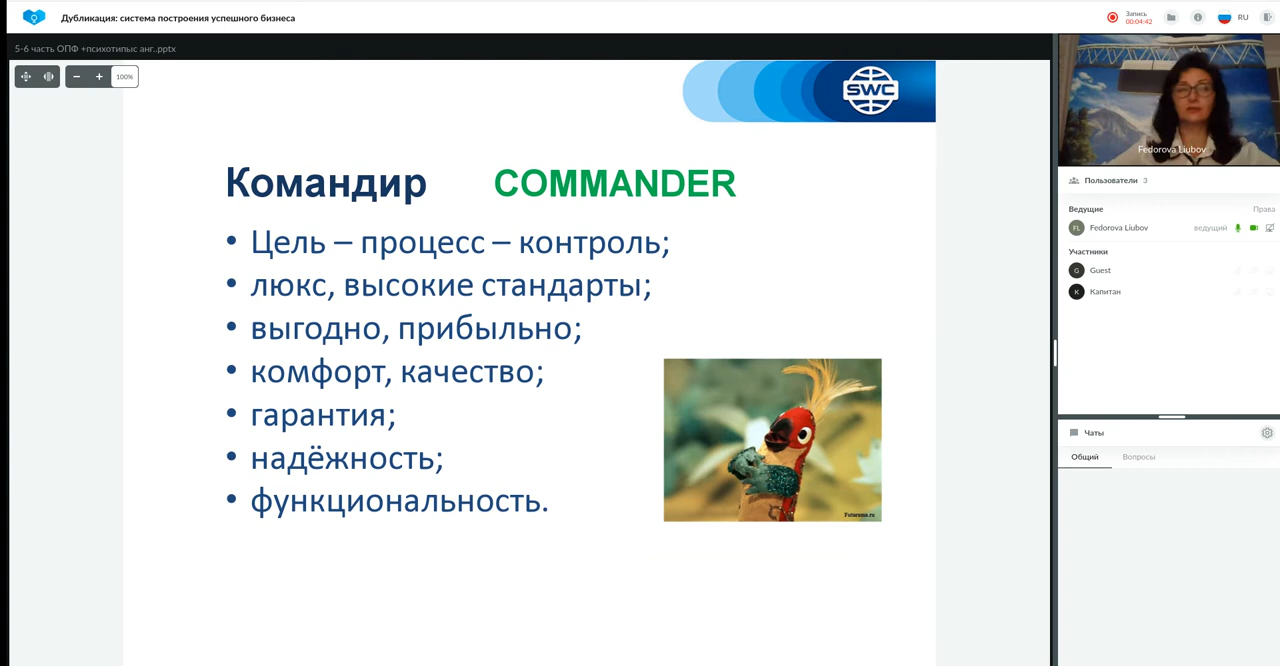 Дубликация: система построения успешного бизнеса
Запись
00:04:42
RU
5-6 часть ОПФ +психотипыс анг..pptx
100%
SWC
Командир COMMANDER
• Цель – процесс – контроль;
• люкс, высокие стандарты;
• выгодно, прибыльно;
• комфорт, качество;
• гарантия;
• надёжность;
• функциональность.
Futurama.ru
Fedorova Liubov
Пользователи 3
Ведущие Права
FL Fedorova Liubov ведущий
Участники
G Guest
К Капитан
Чаты
Общий Вопросы